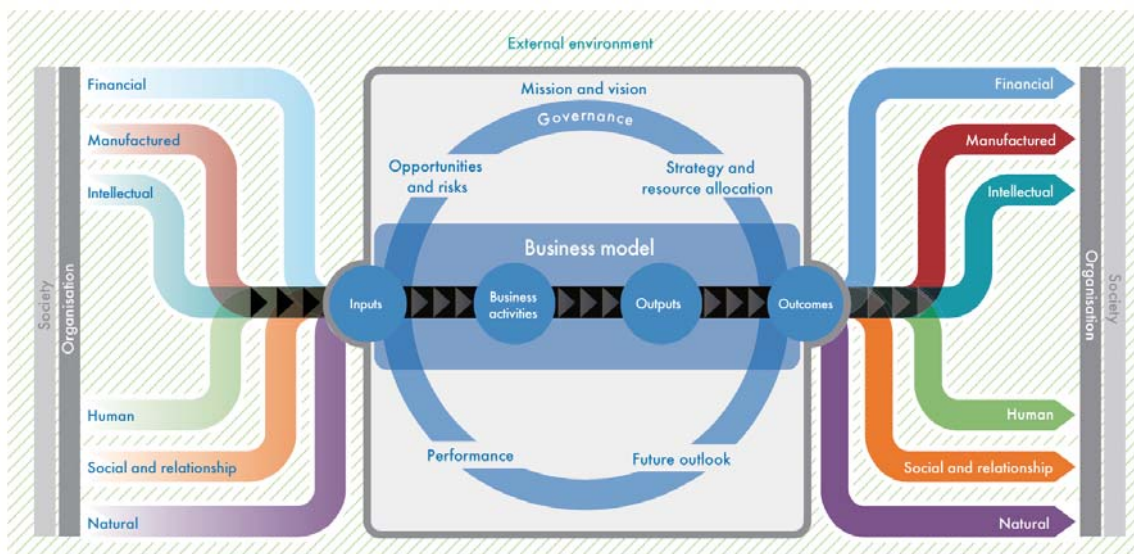 External environment
Society
Organisation
Financial
Manufactured
Intellectual
Human
Social and relationship
Natural
Mission and vision
Governance
Opportunities
and risks
Strategy and
resource allocation
Business model
Inputs
Business
activities
Outputs
Outcomes
Performance
Future outlook
Financial
Manufactured
Intellectual
Human
Social and relationship
Natural
Organisation
Society